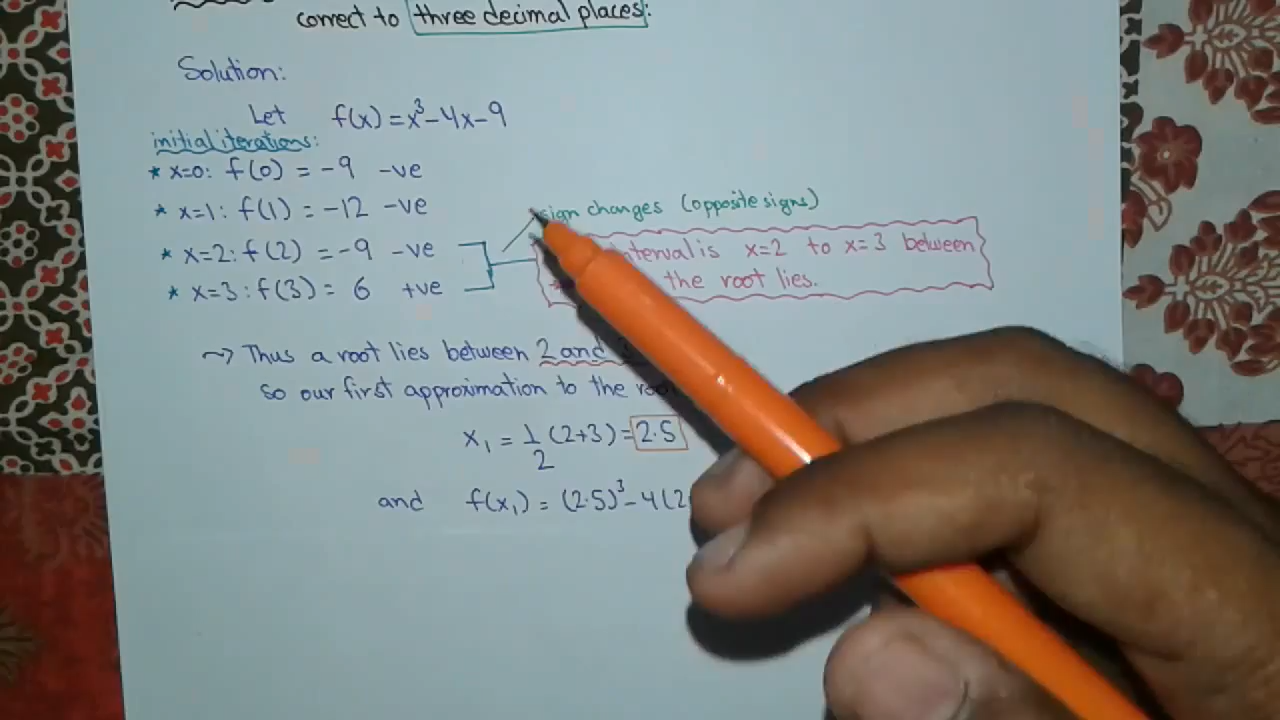 correct to three decimal places:
Solution:
Let f(x) = x³-4x-9
initial iterations:
* x=0: f(0) = -9 -ve
* x=1: f(1) = -12 -ve
sign changes (opposite signs)
* x=2: f(2) = -9 -ve
* x=3: f(3) = 6 +ve
interval is x=2 to x=3 between
the root lies.
~> Thus a root lies between 2 and
so our first approximation to the
x₁ = 1/2 (2+3) = 2.5
and f(x₁) = (2.5)³-4(2